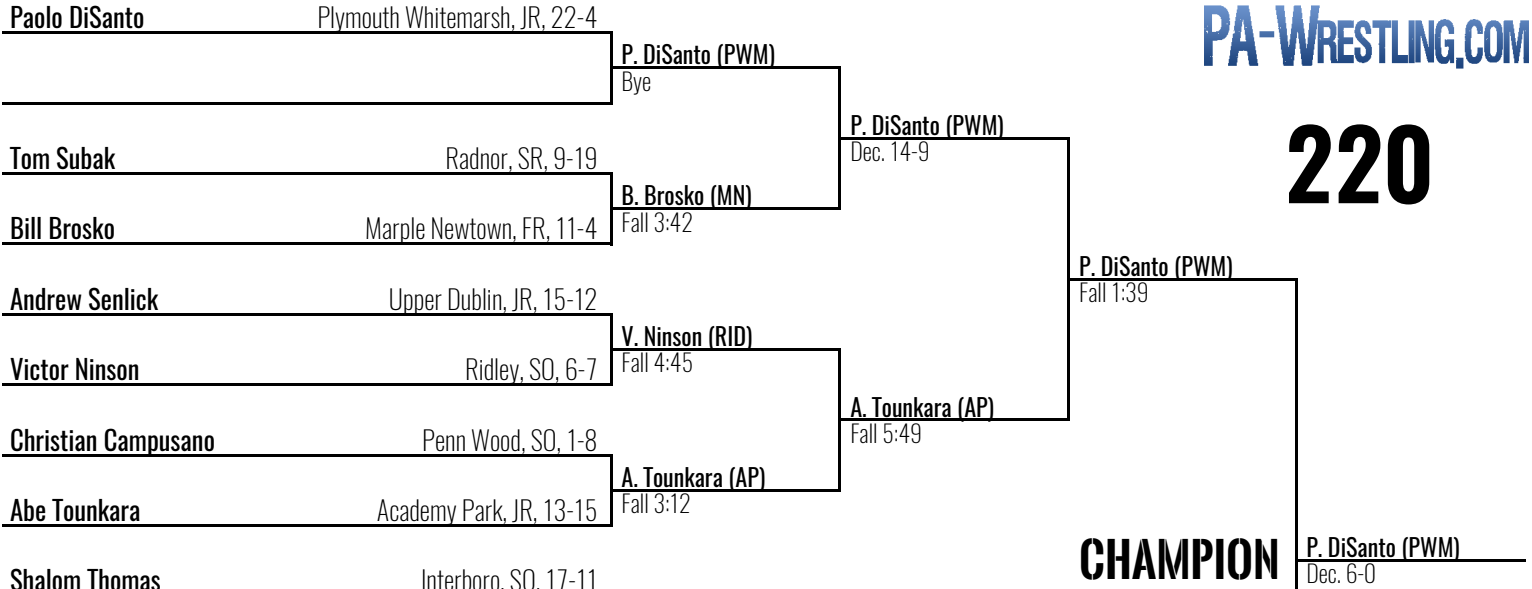 Paolo DiSanto Plymouth Whitemarsh, JR, 22-4
PA-WRESTLING.COM
P. DiSanto (PWM)
Bye
P. DiSanto (PWM)
Dec. 14-9
220
Tom Subak Radnor, SR, 9-19
B. Brosko (MN)
Fall 3:42
Bill Brosko Marple Newtown, FR, 11-4
P. DiSanto (PWM)
Fall 1:39
Andrew Senlick Upper Dublin, JR, 15-12
V. Ninson (RID)
Fall 4:45
Victor Ninson Ridley, SO, 6-7
A. Tounkara (AP)
Fall 5:49
Christian Campusano Penn Wood, SO, 1-8
A. Tounkara (AP)
Fall 3:12
Abe Tounkara Academy Park, JR, 13-15
CHAMPION
P. DiSanto (PWM)
Dec. 6-0
Shalom Thomas Interboro, SO, 17-11